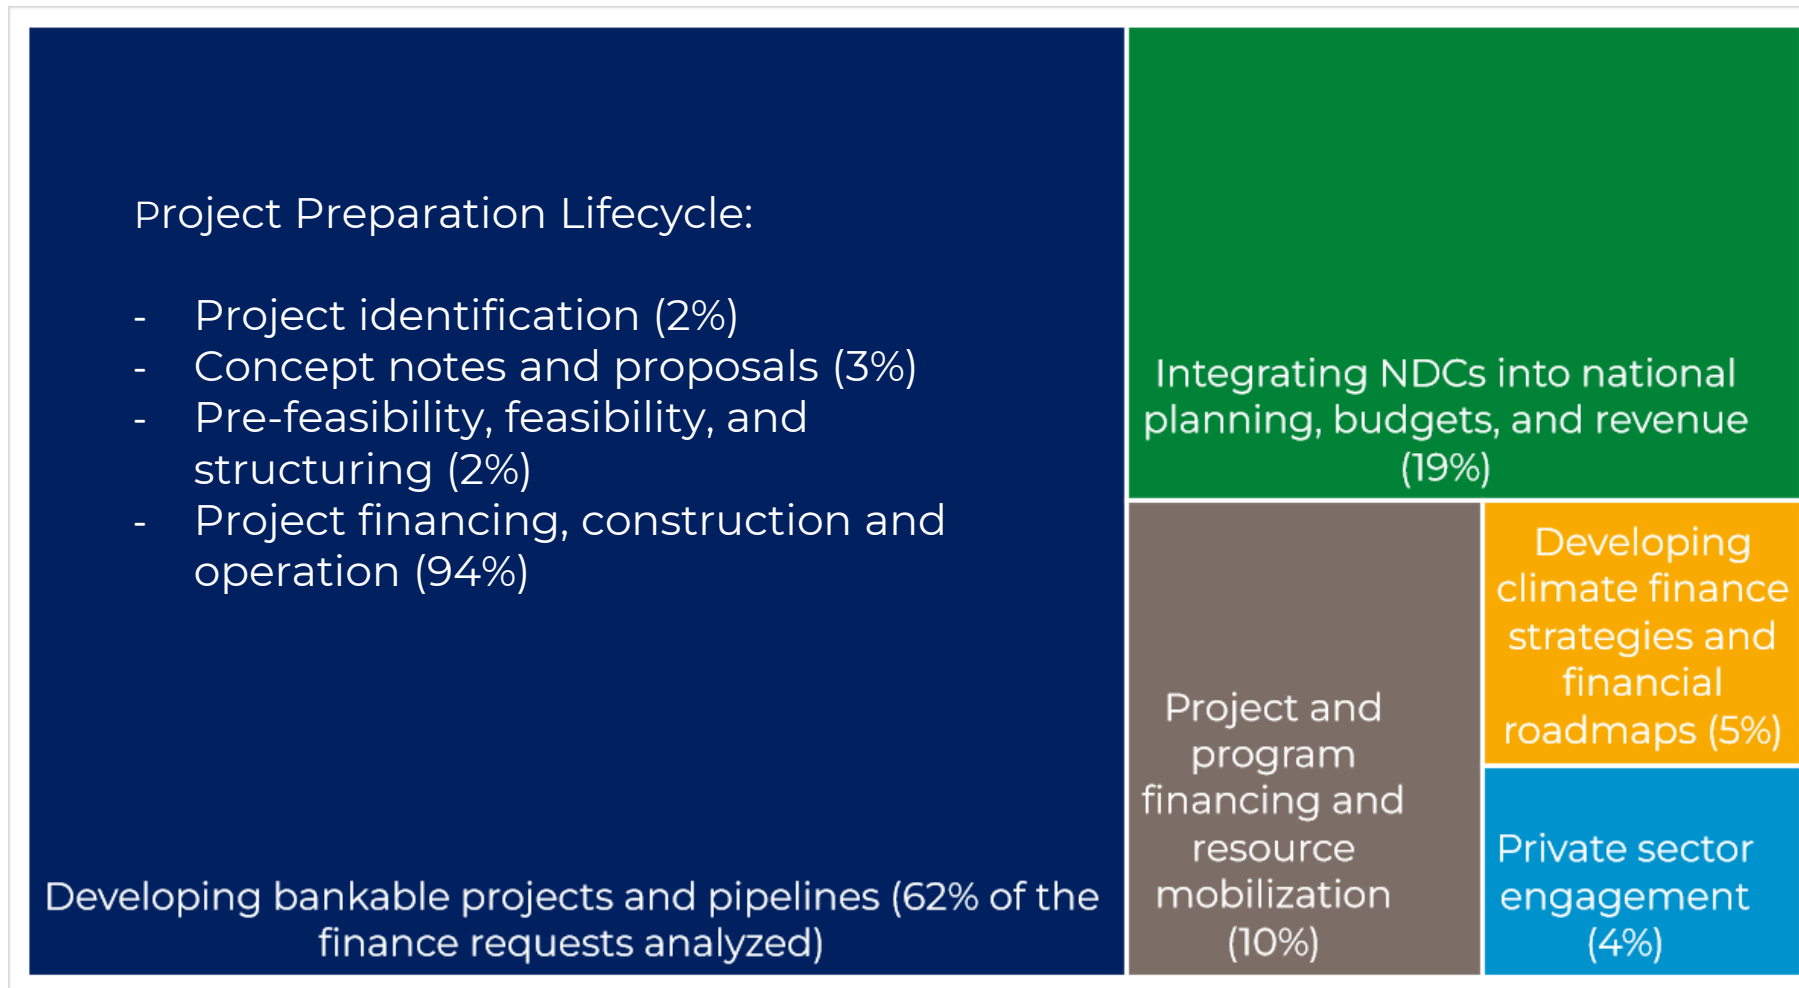 Project Preparation Lifecycle:
- Project identification (2%)
- Concept notes and proposals (3%)
- Pre-feasibility, feasibility, and
structuring (2%)
- Project financing, construction and
operation (94%)
Developing bankable projects and pipelines (62% of the
finance requests analyzed)
Integrating NDCs into national
planning, budgets, and revenue
(19%)
Project and
program
financing and
resource
mobilization
(10%)
Developing
climate finance
strategies and
financial
roadmaps (5%)
Private sector
engagement
(4%)